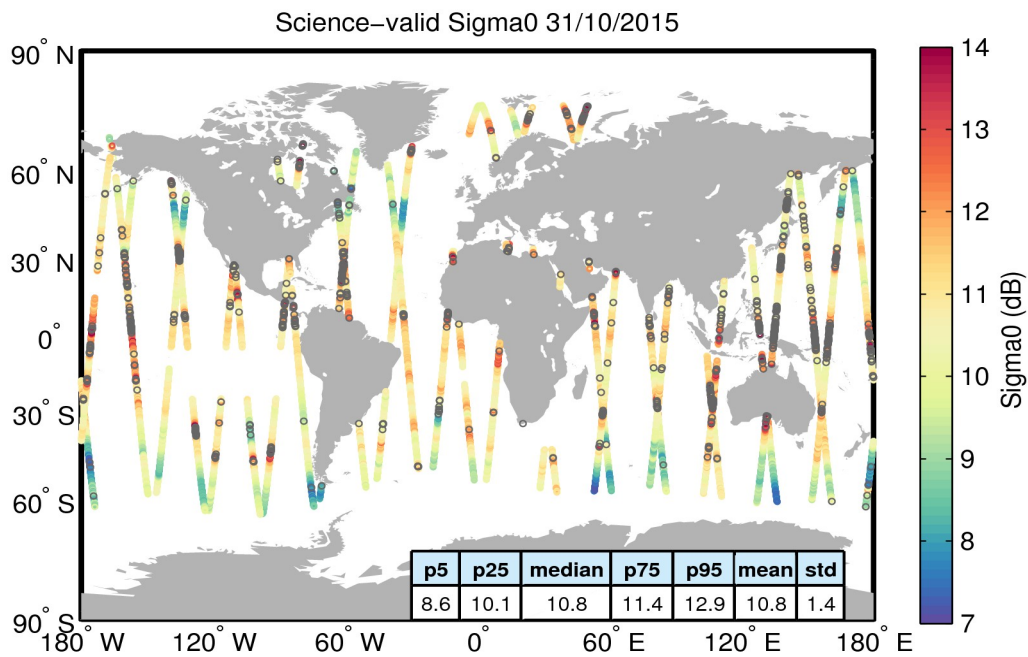 Science−valid Sigma0 31/10/2015
90° N
60° N
30° N
0°
30° S
60° S
90° S
180° W
120° W
60° W
0°
60° E
120° E
180° E
14
13
12
11
10
9
8
7
Sigma0 (dB)
p5 p25 median p75 p95 mean std
8.6 10.1 10.8 11.4 12.9 10.8 1.4